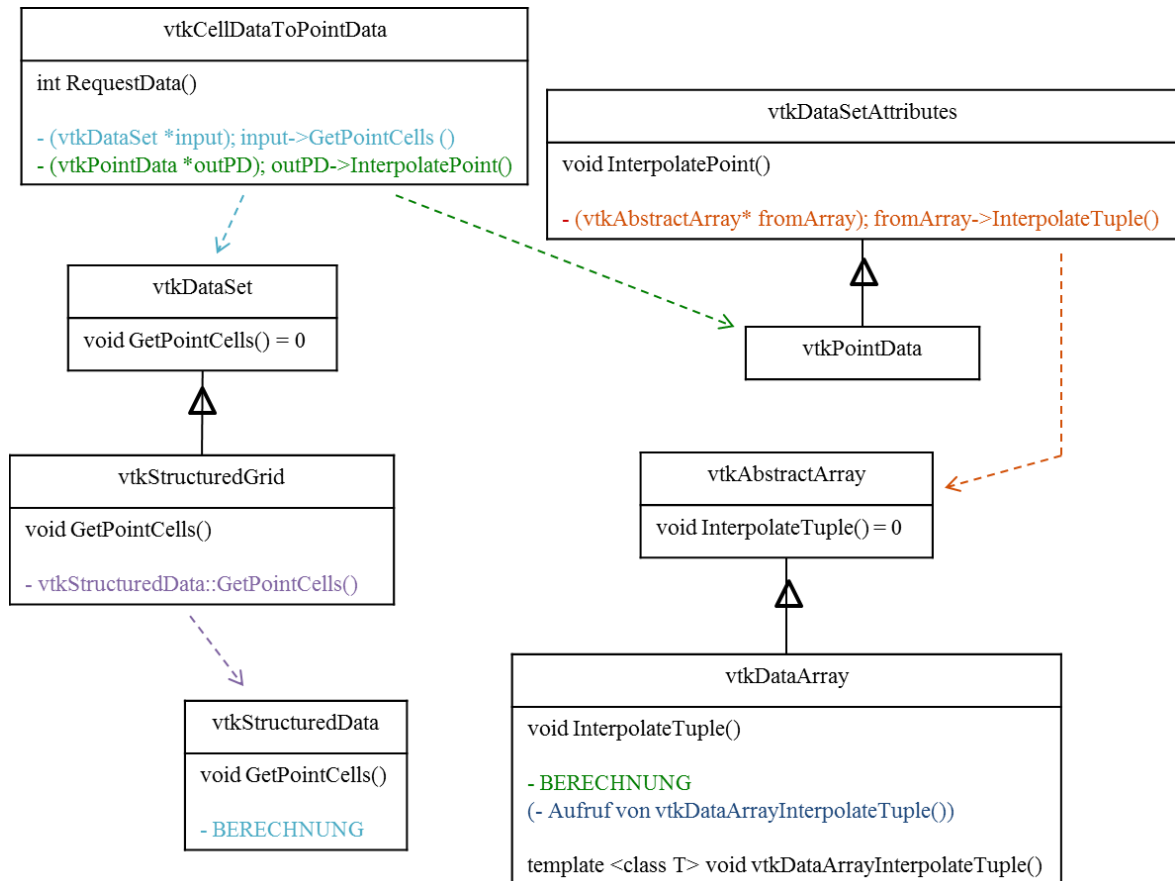 vtkCellDataToPointData
int RequestData()
- (vtkDataSet *input); input->GetPointCells ()
- (vtkPointData *outPD); outPD->InterpolatePoint()
vtkDataSetAttributes
void InterpolatePoint()
- (vtkAbstractArray* fromArray); fromArray->InterpolateTuple()
vtkDataSet
void GetPointCells() = 0
vtkPointData
vtkStructuredGrid
void GetPointCells()
- vtkStructuredData::GetPointCells()
vtkAbstractArray
void InterpolateTuple() = 0
vtkStructuredData
void GetPointCells()
- BERECHNUNG
vtkDataArray
void InterpolateTuple()
- BERECHNUNG
(- Aufruf von vtkDataArrayInterpolateTuple())
template <class T> void vtkDataArrayInterpolateTuple()